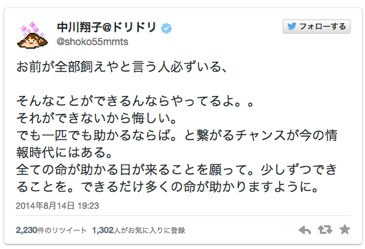 中川翔子@ドリドリ
@shoko55mmts
フォローする
お前が全部飼えやと言う人必ずいる、
そんなことができるんならやってるよ。。
それができないから悔しい。
でも一匹でも助かるならば。と繋がるチャンスが今の情
報時代にはある。
全ての命が助かる日が来ることを願って。少しずつでき
ることを。できるだけ多くの命が助かりますように。
2014年8月14日 19:23
2,230件のリツイート 1,302人がお気に入りに登録